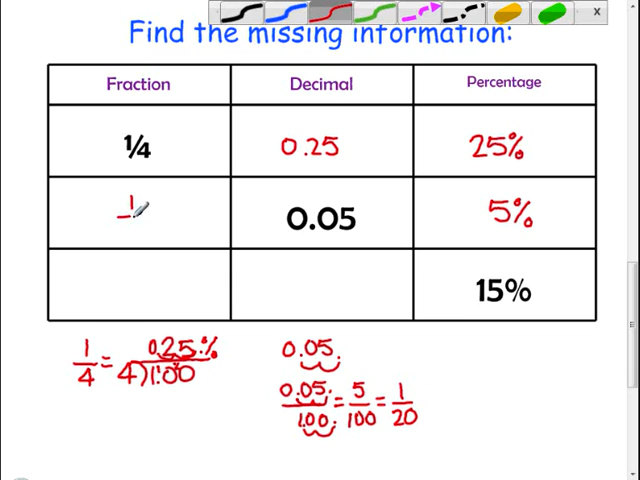 Find the missing information:
Fraction Decimal Percentage
¼ 0.25 25%
1 0.05 5%
15%
1/4 = 4)1.00 0.25.%
0.05.
0.05./1.00. = 5/100 = 1/20
x